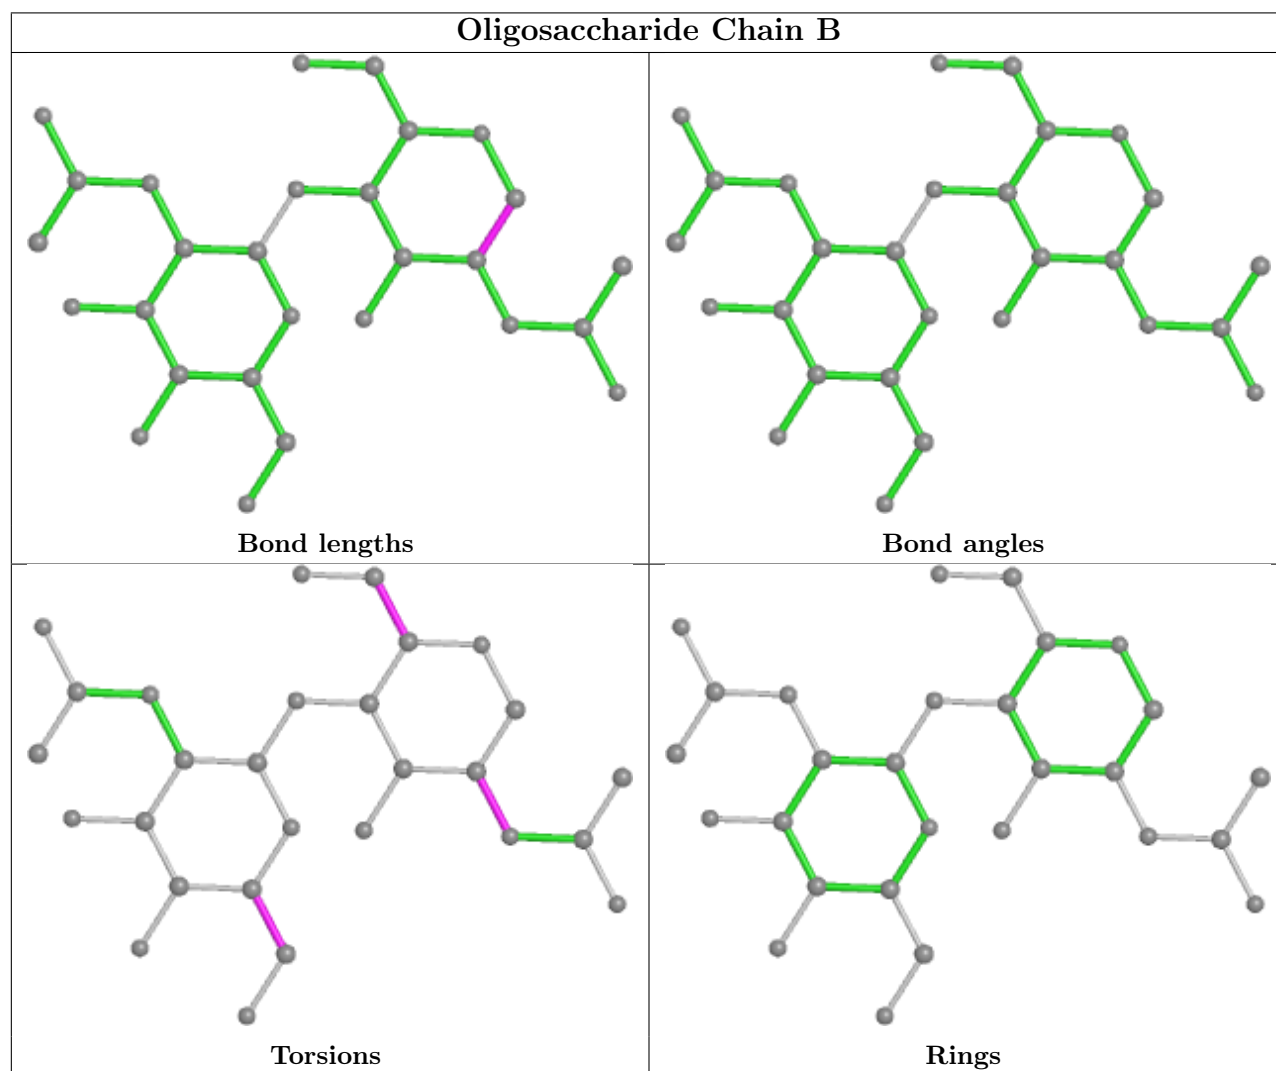 Oligosaccharide Chain B
Bond lengths
Bond angles
Torsions
Rings